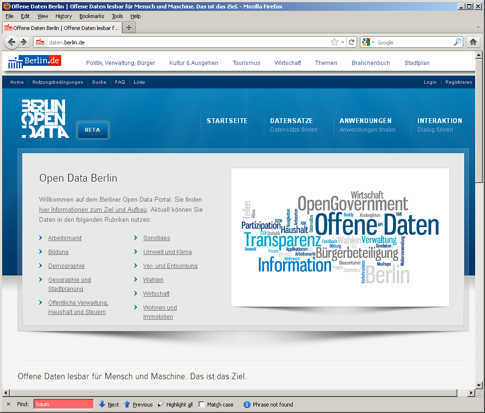 Offene Daten Berlin | Offene Daten lesbar für Mensch und Maschine. Das ist das Ziel. - Mozilla Firefox
File Edit View History Bookmarks Tools Help
Offene Daten Berlin | Offene Daten lesbar f...
daten.berlin.de
Google
Berlin.de
Politik, Verwaltung, Bürger Kultur & Ausgehen Tourismus Wirtschaft Themen Branchenbuch Stadtplan
Home Nutzungsbedingungen Suche FAQ Links Login Registrieren
BERLIN
OPEN
DATA
BETA
STARTSEITE DATENSÄTZE ANWENDUNGEN INTERAKTION
Datensätze finden Anwendungen finden Dialog führen
Open Data Berlin
Willkommen auf dem Berliner Open Data Portal. Sie finden
hier Informationen zum Ziel und Aufbau. Aktuell können Sie
Daten in den folgenden Rubriken nutzen:
Arbeitsmarkt
Bildung
Demographie
Geographie und
Stadtplanung
Öffentliche Verwaltung,
Haushalt und Steuern
Sonstiges
Umwelt und Klima
Ver- und Entsorgung
Wahlen
Wirtschaft
Wohnen und
Immobilien
Wirtschaft
OpenGovernment
Teilen
Partizipation
Haushalt
Offene Daten
Transparenz
Feedback
Wahlen
Verwaltung
Applikationen
Bürgerbeteiligung
Information
Berlin
Mashups
Offene Daten lesbar für Mensch und Maschine. Das ist das Ziel.
Find: baum Next Previous Highlight all Match case Phrase not found